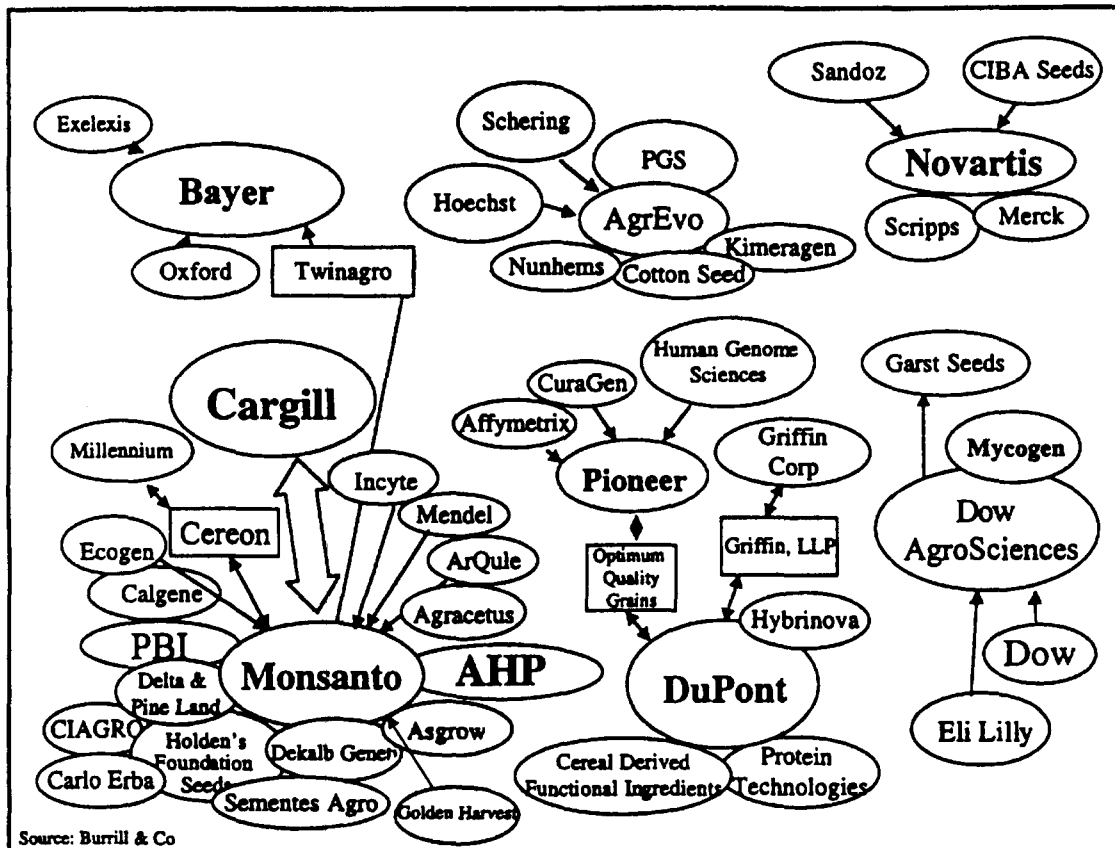 Sandoz
CIBA Seeds
Exelexis
Schering
PGS
Novartis
Bayer
Hoechst
AgrEvo
Scripps
Merck
Kimeragen
Oxford
Twinagro
Nunhems
Cotton Seed
Human Genome
Sciences
Garst Seeds
CuraGen
Cargill
Affymetrix
Griffin
Corp
Millennium
Mycogen
Incyte
Pioneer
Mendel
Dow
AgroSciences
Cereon
Ecogen
ArQule
Optimum
Quality
Grains
Griffin, LLP
Calgene
Agracetus
Hybrinova
PBI
Monsanto
AHP
DuPont
Dow
Delta &
Pine Land
CIAGRO
Asgrow
Eli Lilly
Holden's
Foundation
Seeds
Dekalb Genet
Carlo Erba
Cereal Derived
Functional Ingredients
Protein
Technologies
Sementes Agro
Golden Harvest
Source: Burrill & Co